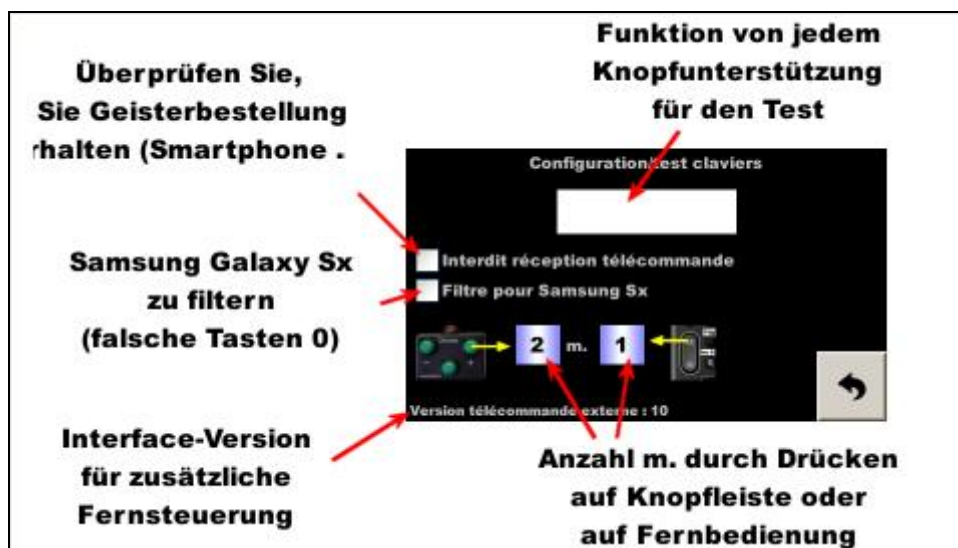 Überprüfen Sie,
Sie Geisterbestellung
rhalten (Smartphone .
Funktion von jedem
Knopfunterstützung
für den Test
Configuration/test claviers
Interdit réception télécommande
Filtre pour Samsung Sx
Samsung Galaxy Sx
zu filtern
(falsche Tasten 0)
2 m. 1
Version télécommande externe : 10
Interface-Version
für zusätzliche
Fernsteuerung
Anzahl m. durch Drücken
auf Knopfleiste oder
auf Fernbedienung